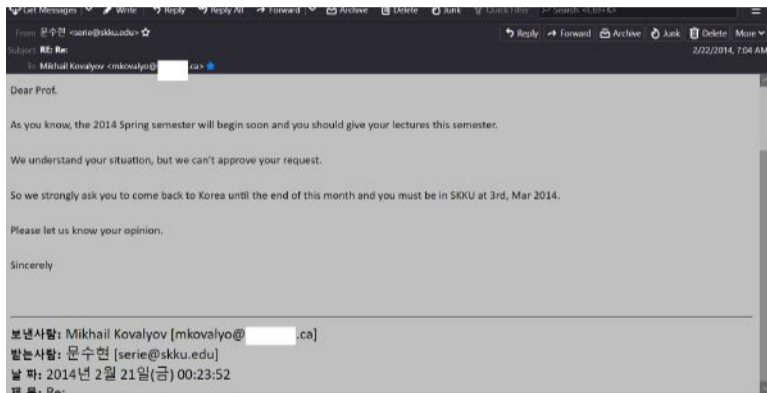 Get Messages Write Reply Reply All Forward Archive Delete Junk Quick Filter Search <Ctrl+K>
From 문수현 <serie@skku.edu> Reply Forward Archive Junk Delete More
Subject RE: Re: 2/22/2014, 7:04 AM
To Mikhail Kovalyov <mkovalyo@ .ca>
Dear Prof.
As you know, the 2014 Spring semester will begin soon and you should give your lectures this semester.
We understand your situation, but we can't approve your request.
So we strongly ask you to come back to Korea until the end of this month and you must be in SKKU at 3rd, Mar 2014.
Please let us know your opinion.
Sincerely
보낸사람: Mikhail Kovalyov [mkovalyo@ .ca]
받는사람: 문수현 [serie@skku.edu]
날 짜: 2014년 2월 21일(금) 00:23:52
제 목: Re: